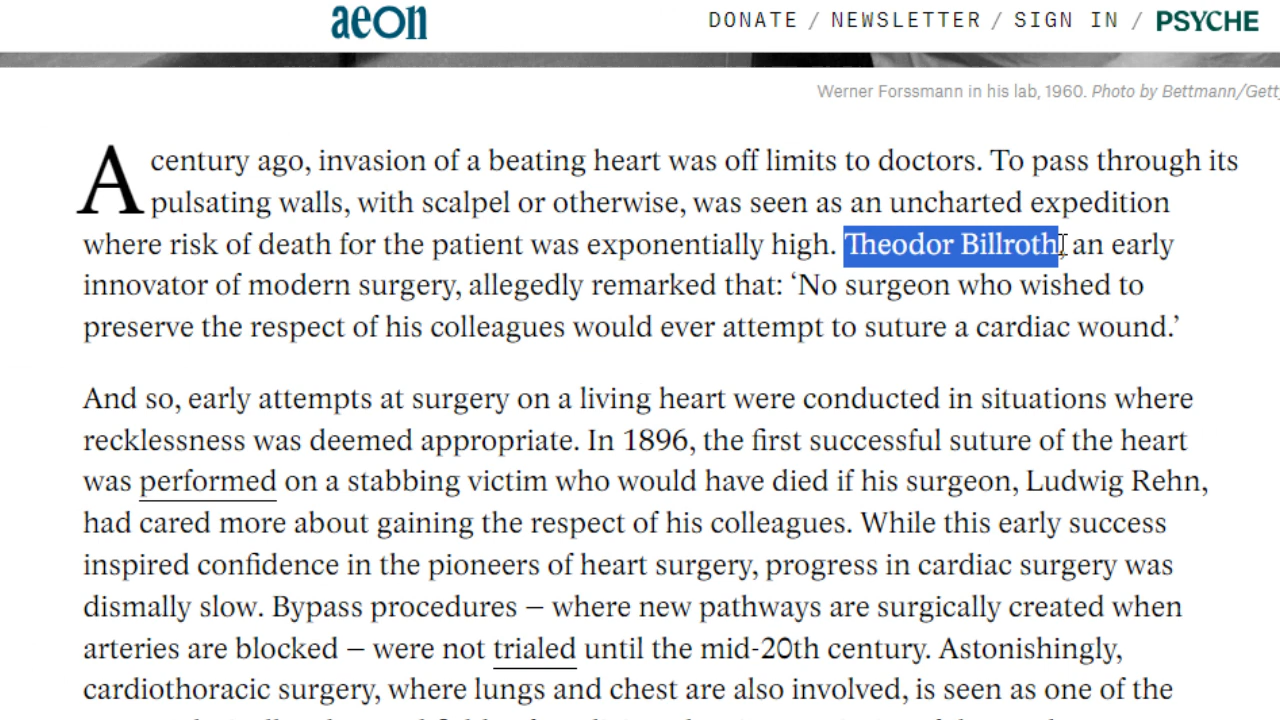 aeon
DONATE / NEWSLETTER / SIGN IN / PSYCHE
Werner Forssmann in his lab, 1960. Photo by Bettmann/Getty
A century ago, invasion of a beating heart was off limits to doctors. To pass through its
pulsating walls, with scalpel or otherwise, was seen as an uncharted expedition
where risk of death for the patient was exponentially high. Theodor Billroth, an early
innovator of modern surgery, allegedly remarked that: ‘No surgeon who wished to
preserve the respect of his colleagues would ever attempt to suture a cardiac wound.’
And so, early attempts at surgery on a living heart were conducted in situations where
recklessness was deemed appropriate. In 1896, the first successful suture of the heart
was performed on a stabbing victim who would have died if his surgeon, Ludwig Rehn,
had cared more about gaining the respect of his colleagues. While this early success
inspired confidence in the pioneers of heart surgery, progress in cardiac surgery was
dismally slow. Bypass procedures – where new pathways are surgically created when
arteries are blocked – were not trialed until the mid-20th century. Astonishingly,
cardiothoracic surgery, where lungs and chest are also involved, is seen as one of the